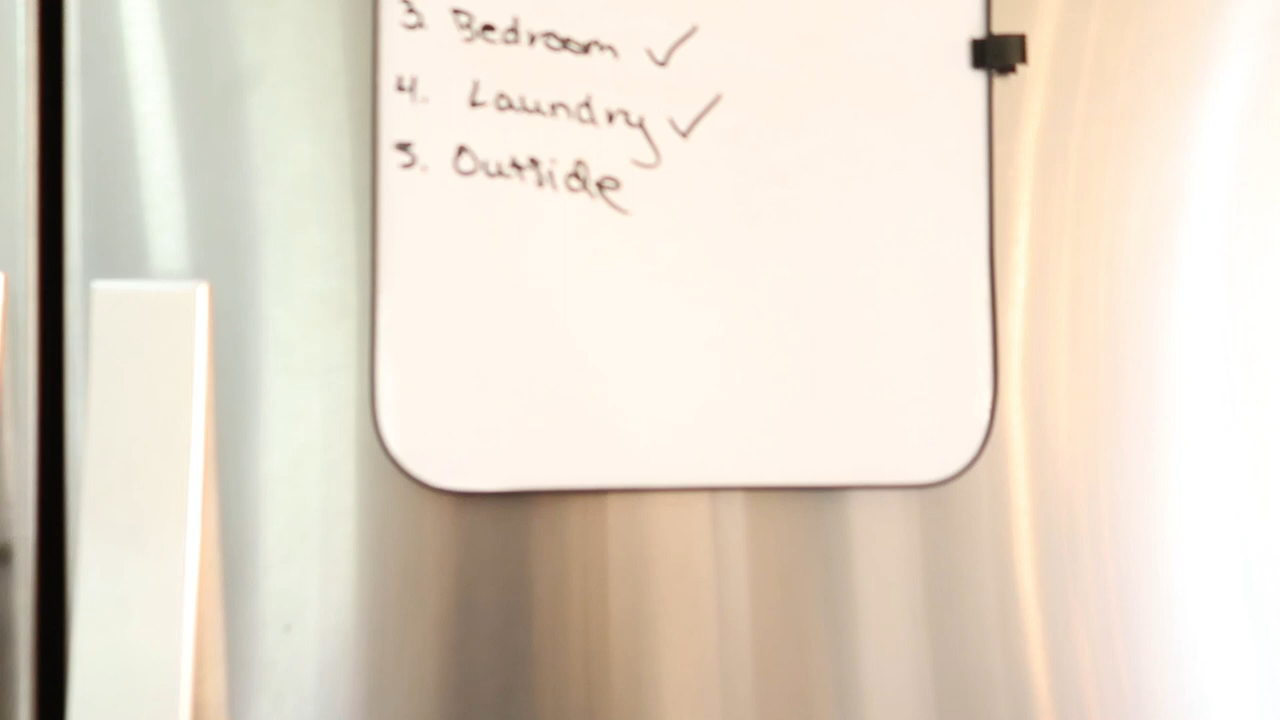 3. Bedroom ✓
4. Laundry ✓
5. Outside